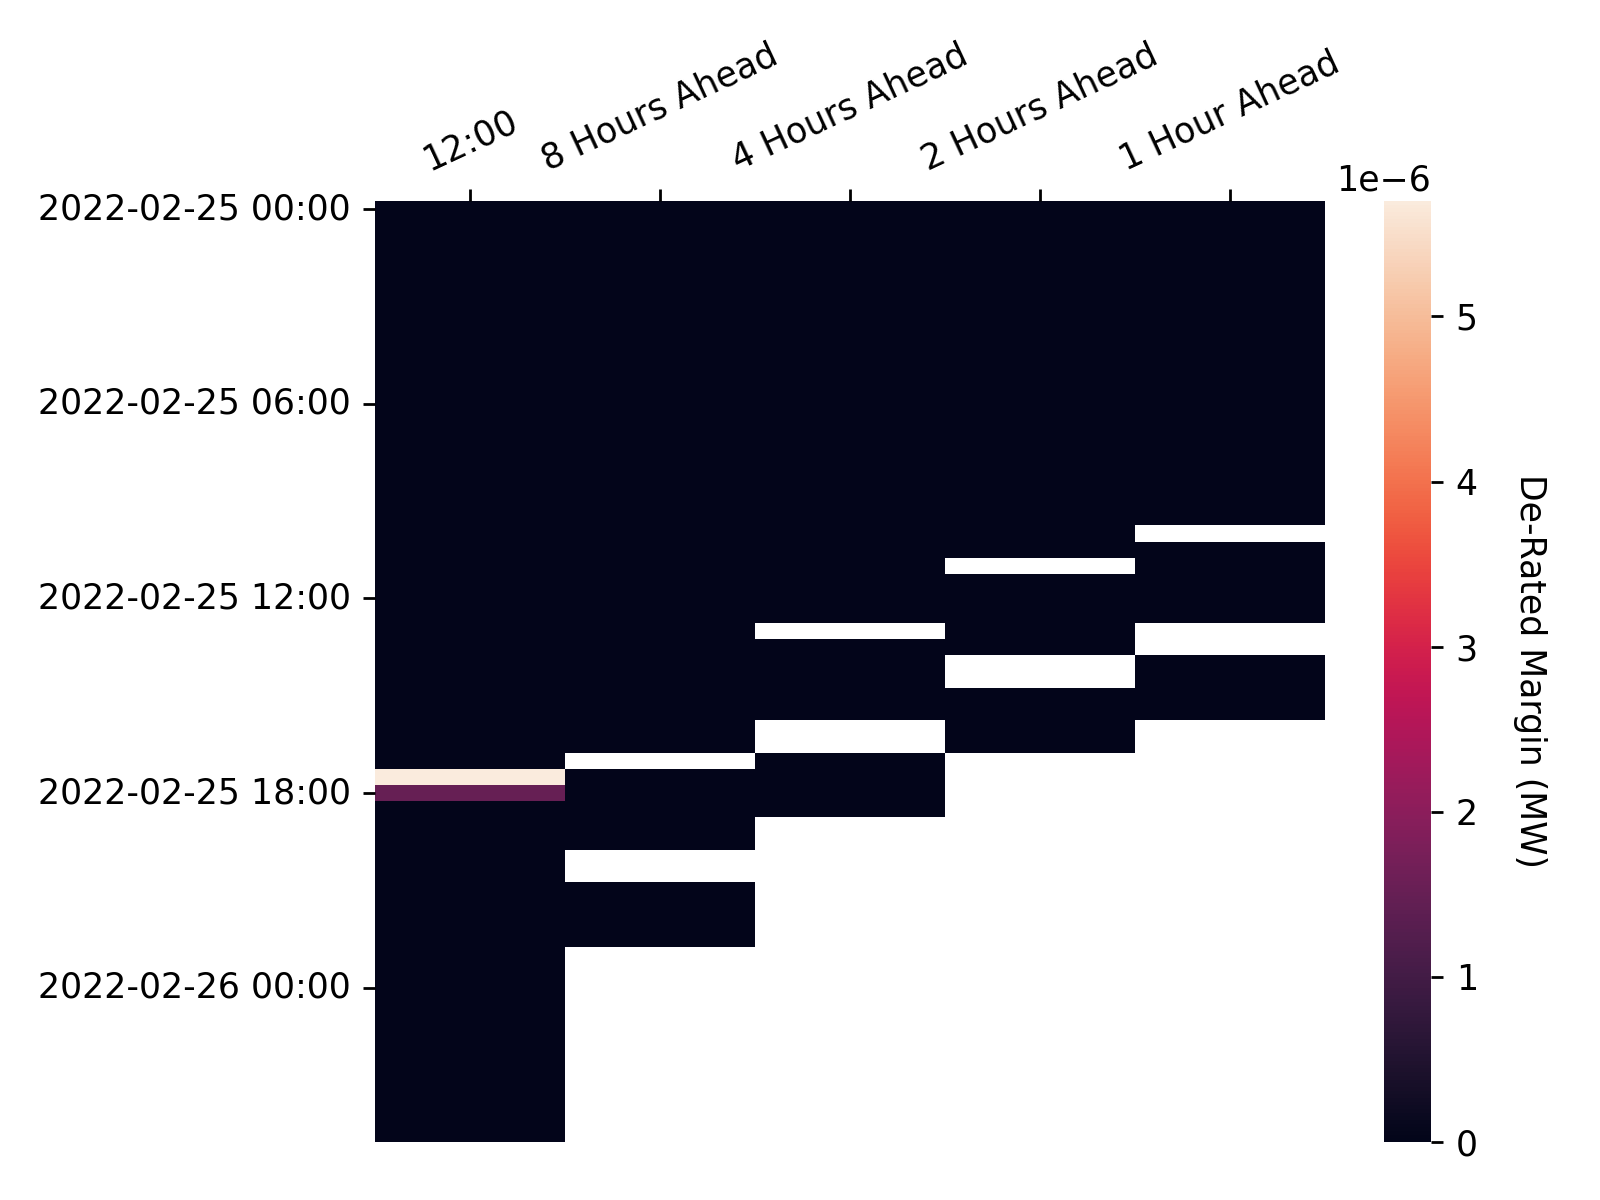 12:00
8 Hours Ahead
4 Hours Ahead
2 Hours Ahead
1 Hour Ahead
1e−6
2022-02-25 00:00
2022-02-25 06:00
2022-02-25 12:00
2022-02-25 18:00
2022-02-26 00:00
5
4
3
2
1
0
De-Rated Margin (MW)